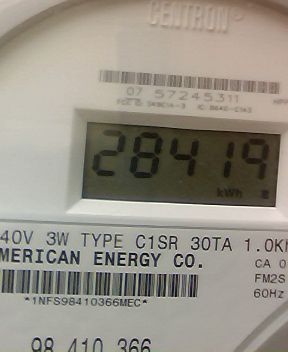 CENTRON®
07 57245311
28419
kWh
40V 3W TYPE C1SR 30TA 1.0K
MERICAN ENERGY CO.
CA 0
FM2S
60Hz
*1NFS98410366MEC*
98 410 366